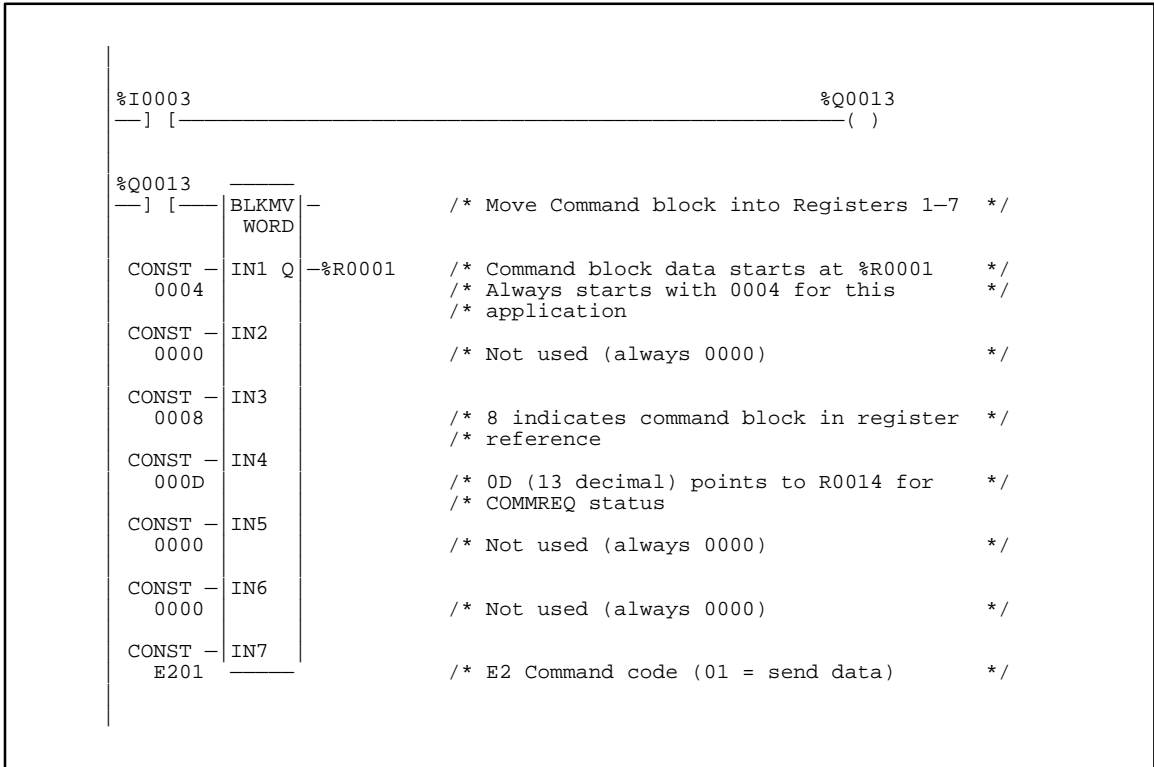 %I0003 %Q0013
——] [————————————————————————————————————————————————————( )
%Q0013
——] [———|BLKMV|— /* Move Command block into Registers 1—7 */
WORD
CONST —|IN1 Q|—%R0001 /* Command block data starts at %R0001 */
0004 /* Always starts with 0004 for this */
/* application
CONST —|IN2
0000 /* Not used (always 0000) */
CONST —|IN3
0008 /* 8 indicates command block in register */
/* reference
CONST —|IN4
000D /* 0D (13 decimal) points to R0014 for */
/* COMMREQ status
CONST —|IN5
0000 /* Not used (always 0000) */
CONST —|IN6
0000 /* Not used (always 0000) */
CONST —|IN7
E201 /* E2 Command code (01 = send data) */